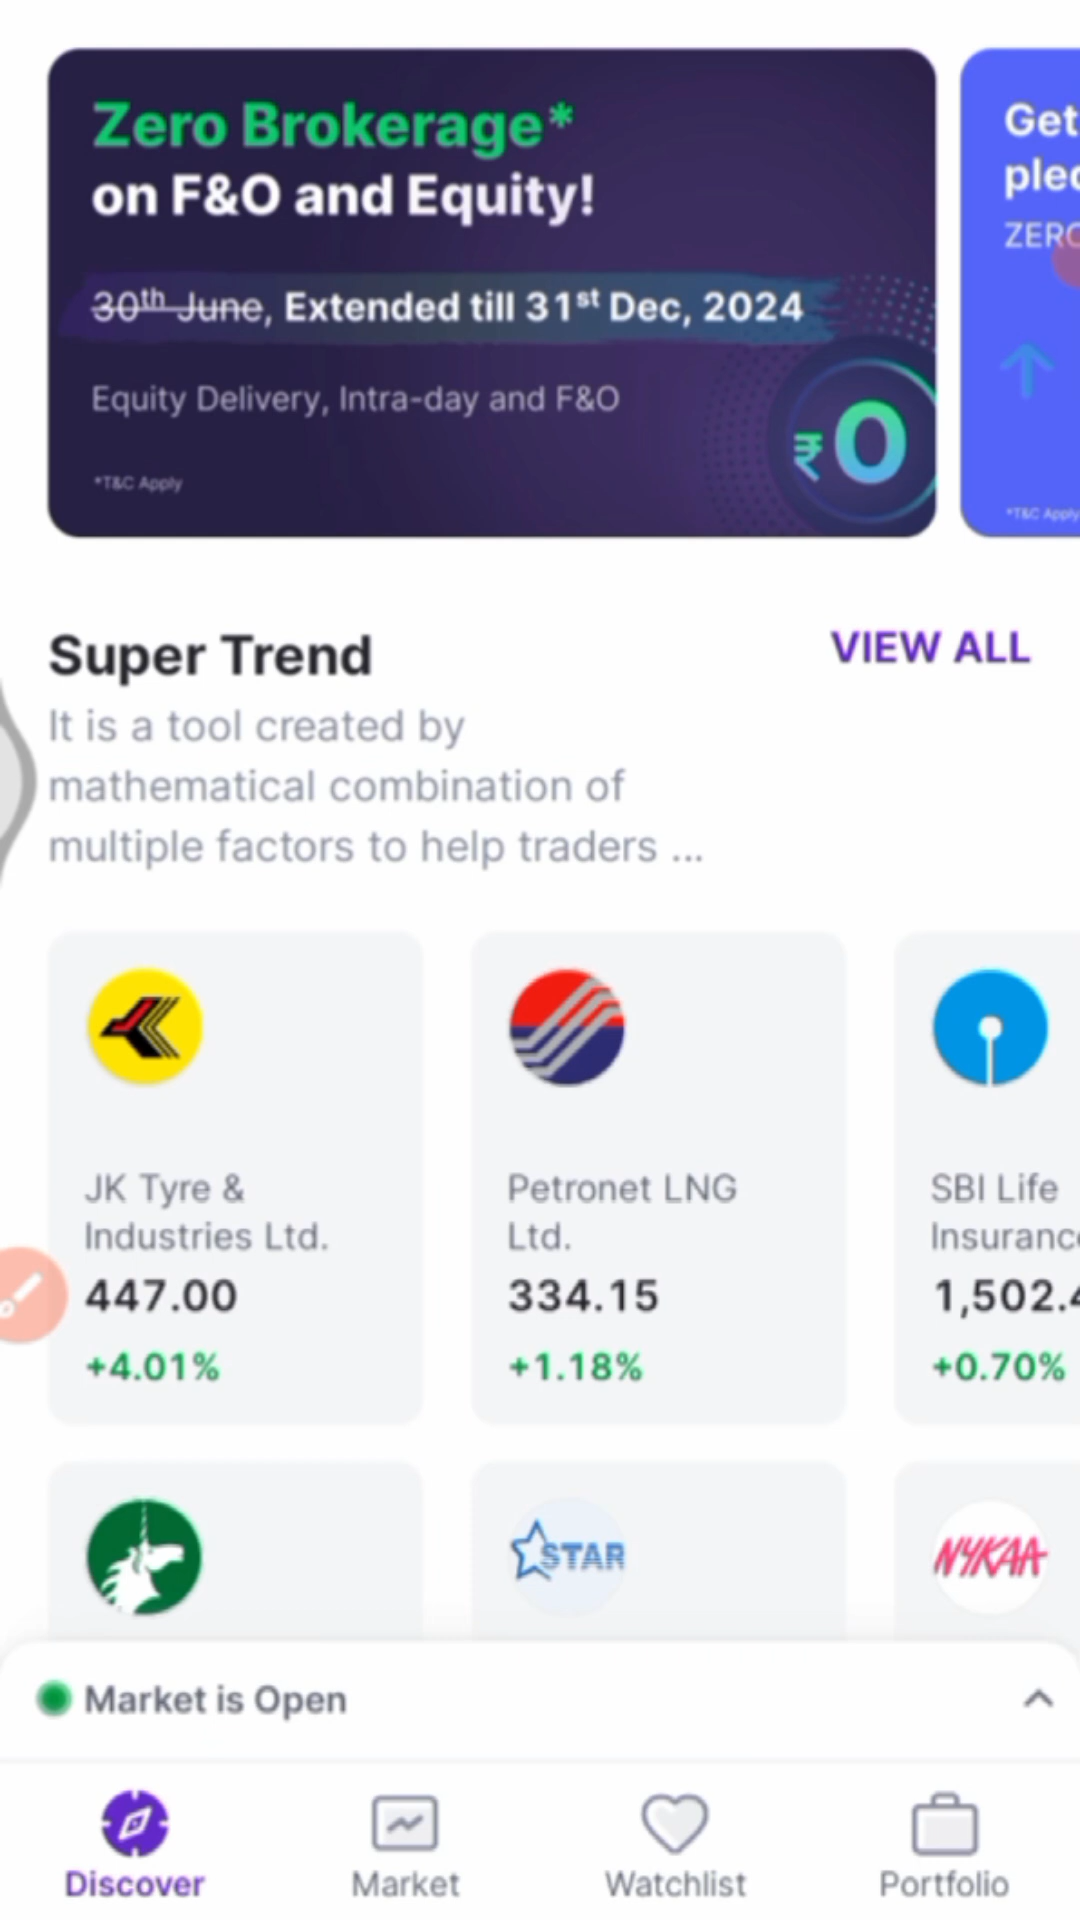 Zero Brokerage*
on F&O and Equity!
30th June, Extended till 31st Dec, 2024
Equity Delivery, Intra-day and F&O
₹0
*T&C Apply
Get
ZERO
*T&C Apply
Super Trend
VIEW ALL
It is a tool created by
mathematical combination of
multiple factors to help traders ...
JK Tyre &
Industries Ltd.
447.00
+4.01%
Petronet LNG
Ltd.
334.15
+1.18%
SBI Life
Insurance
1,502.4
+0.70%
STAR
NYKAA
Market is Open
Discover
Market
Watchlist
Portfolio